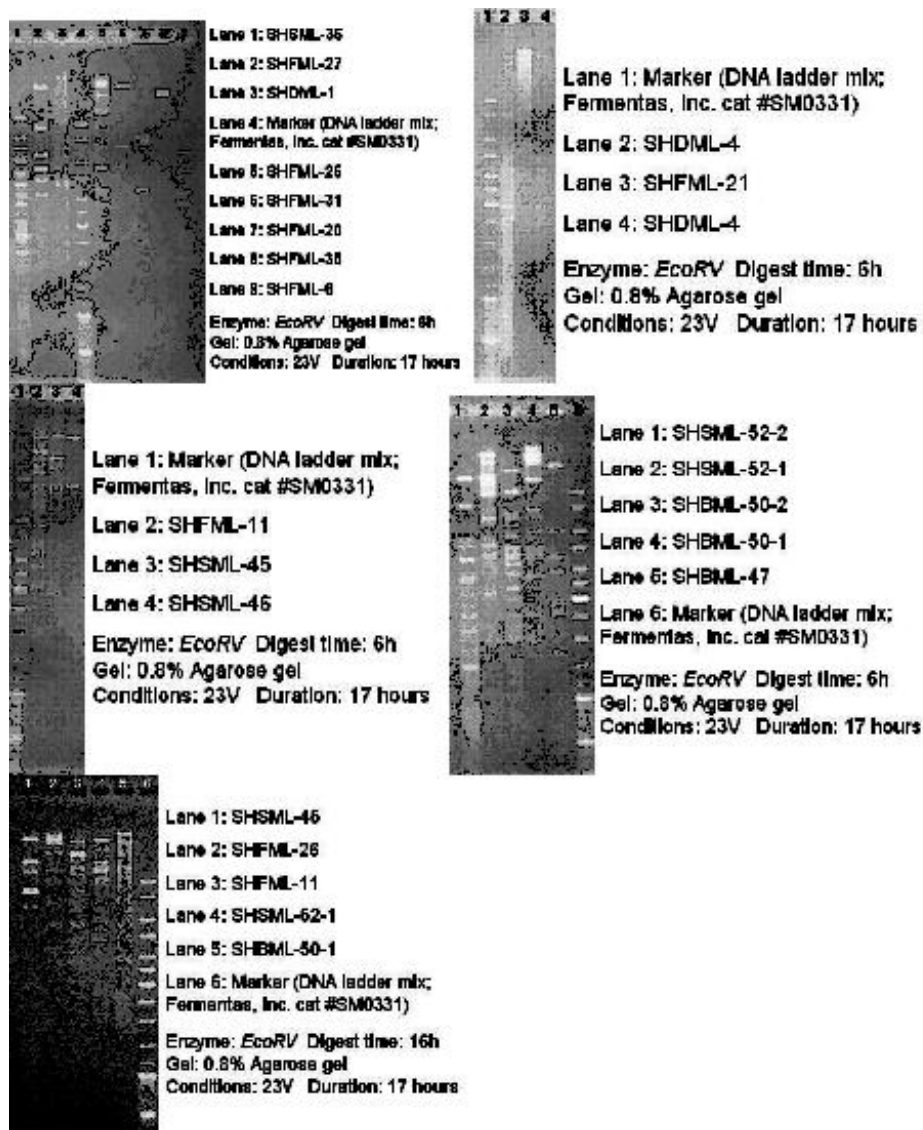 1 2 3 4 5 6 7 8 9
Lane 1: SHSML-35
Lane 2: SHFML-27
Lane 3: SHDML-1
Lane 4: Marker (DNA ladder mix;
Fermentas, Inc. cat #SM0331)
Lane 5: SHFML-26
Lane 6: SHFML-31
Lane 7: SHFML-20
Lane 8: SHFML-35
Lane 8: SHFML-6
Enzyme: EcoRV Digest time: 6h
Gel: 0.8% Agarose gel
Conditions: 23V Duration: 17 hours
1 2 3 4
Lane 1: Marker (DNA ladder mix;
Fermentas, Inc. cat #SM0331)
Lane 2: SHDML-4
Lane 3: SHFML-21
Lane 4: SHDML-4
Enzyme: EcoRV Digest time: 6h
Gel: 0.8% Agarose gel
Conditions: 23V Duration: 17 hours
1 2 3 4
Lane 1: Marker (DNA ladder mix;
Fermentas, Inc. cat #SM0331)
Lane 2: SHFML-11
Lane 3: SHSML-45
Lane 4: SHSML-46
Enzyme: EcoRV Digest time: 6h
Gel: 0.8% Agarose gel
Conditions: 23V Duration: 17 hours
1 2 3 4 5 6
Lane 1: SHSML-52-2
Lane 2: SHSML-52-1
Lane 3: SHBML-50-2
Lane 4: SHBML-50-1
Lane 5: SHBML-47
Lane 6: Marker (DNA ladder mix;
Fermentas, Inc. cat #SM0331)
Enzyme: EcoRV Digest time: 6h
Gel: 0.8% Agarose gel
Conditions: 23V Duration: 17 hours
1 2 3 4 5 6
Lane 1: SHSML-45
Lane 2: SHFML-26
Lane 3: SHFML-11
Lane 4: SHSML-52-1
Lane 5: SHBML-50-1
Lane 6: Marker (DNA ladder mix;
Fermentas, Inc. cat #SM0331)
Enzyme: EcoRV Digest time: 16h
Gel: 0.8% Agarose gel
Conditions: 23V Duration: 17 hours